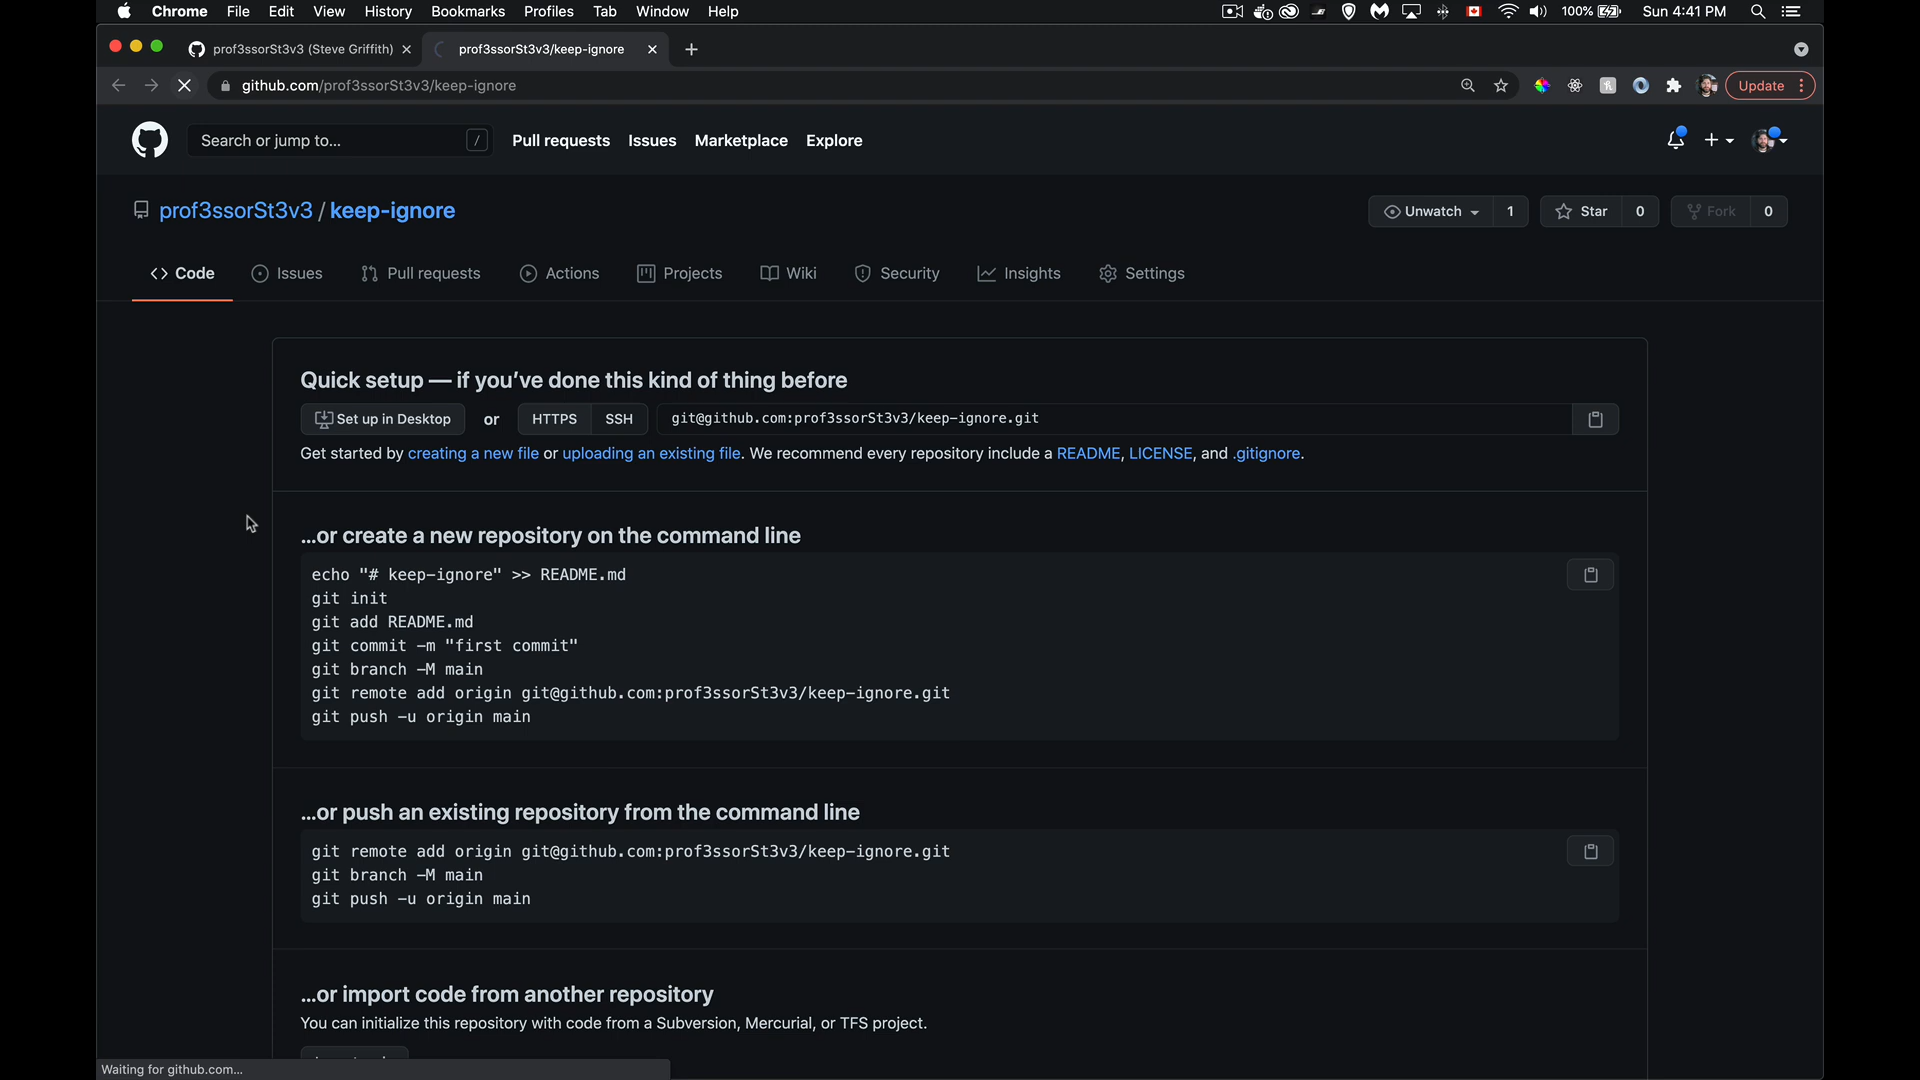 Chrome File Edit View History Bookmarks Profiles Tab Window Help 100% Sun 4:41 PM
prof3ssorSt3v3 (Steve Griffith) prof3ssorSt3v3/keep-ignore
github.com/prof3ssorSt3v3/keep-ignore Update
Search or jump to... / Pull requests Issues Marketplace Explore
prof3ssorSt3v3 / keep-ignore Unwatch 1 Star 0 Fork 0
Code Issues Pull requests Actions Projects Wiki Security Insights Settings
Quick setup — if you’ve done this kind of thing before
Set up in Desktop or HTTPS SSH git@github.com:prof3ssorSt3v3/keep-ignore.git
Get started by creating a new file or uploading an existing file. We recommend every repository include a README, LICENSE, and .gitignore.
…or create a new repository on the command line
echo "# keep-ignore" >> README.md
git init
git add README.md
git commit -m "first commit"
git branch -M main
git remote add origin git@github.com:prof3ssorSt3v3/keep-ignore.git
git push -u origin main
…or push an existing repository from the command line
git remote add origin git@github.com:prof3ssorSt3v3/keep-ignore.git
git branch -M main
git push -u origin main
…or import code from another repository
You can initialize this repository with code from a Subversion, Mercurial, or TFS project.
Waiting for github.com...